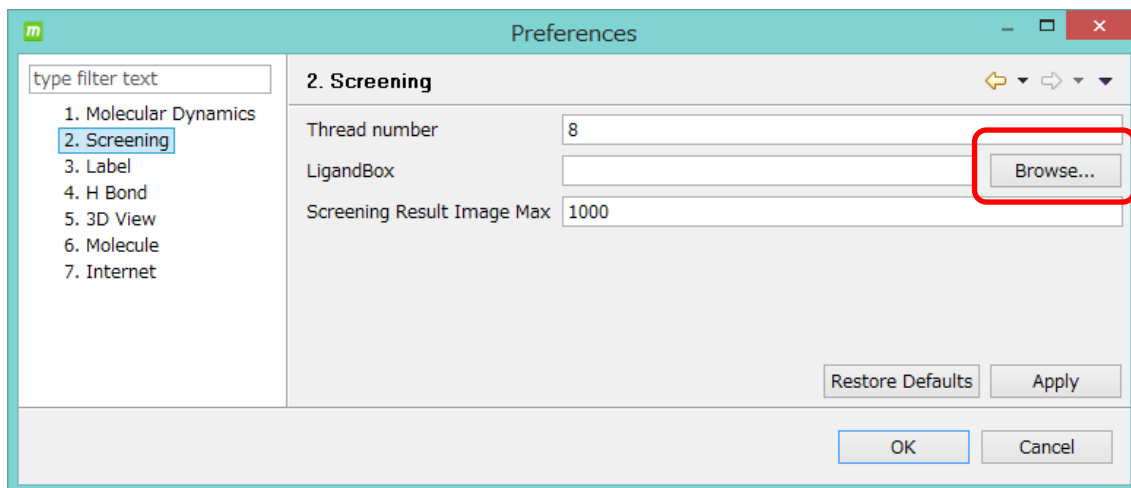 m
Preferences
type filter text
1. Molecular Dynamics
2. Screening
3. Label
4. H Bond
5. 3D View
6. Molecule
7. Internet
2. Screening
Thread number 8
LigandBox Browse...
Screening Result Image Max 1000
Restore Defaults Apply
OK Cancel